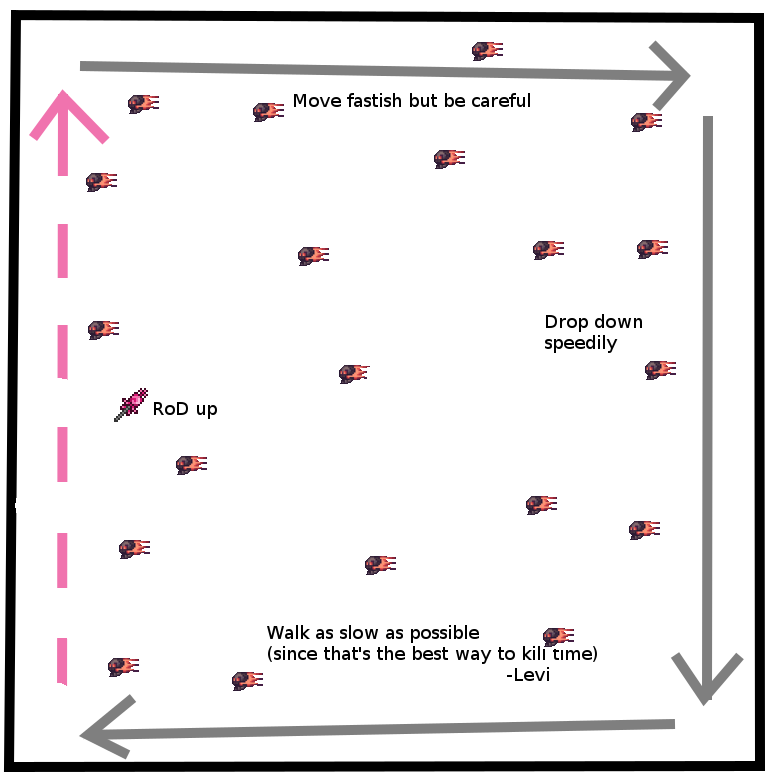 Move fastish but be careful
Drop down
speedily
RoD up
Walk as slow as possible
(since that's the best way to kill time)
-Levi